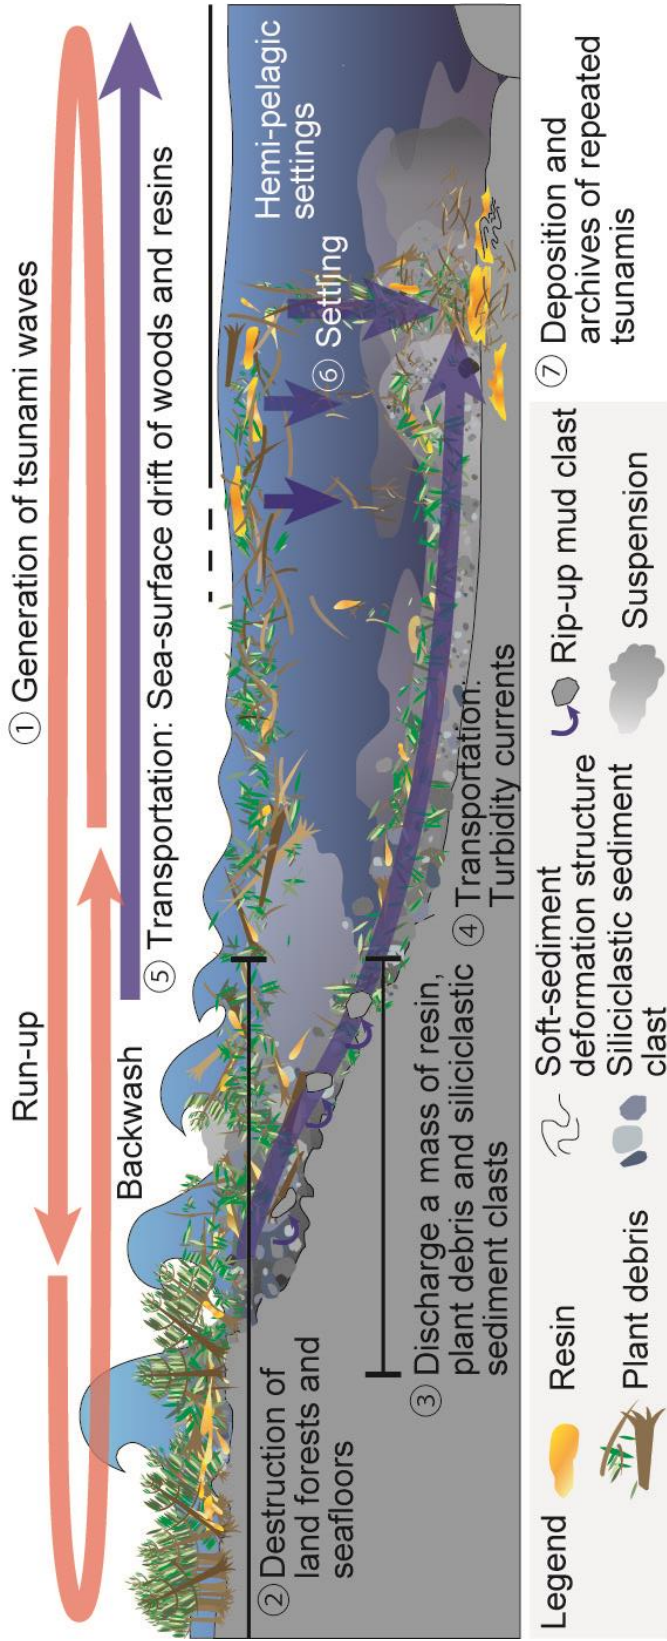 ① Generation of tsunami waves
Run-up
Backwash
⑤ Transportation: Sea-surface drift of woods and resins
Hemi-pelagic
settings
⑥ Settling
② Destruction of
land forests and
seafloors
③ Discharge a mass of resin,
plant debris and siliciclastic
sediment clasts
④ Transportation:
Turbidity currents
⑦ Deposition and
archives of repeated
tsunamis
Legend
Resin
Plant debris
Soft-sediment
deformation structure
Siliciclastic sediment
clast
Rip-up mud clast
Suspension